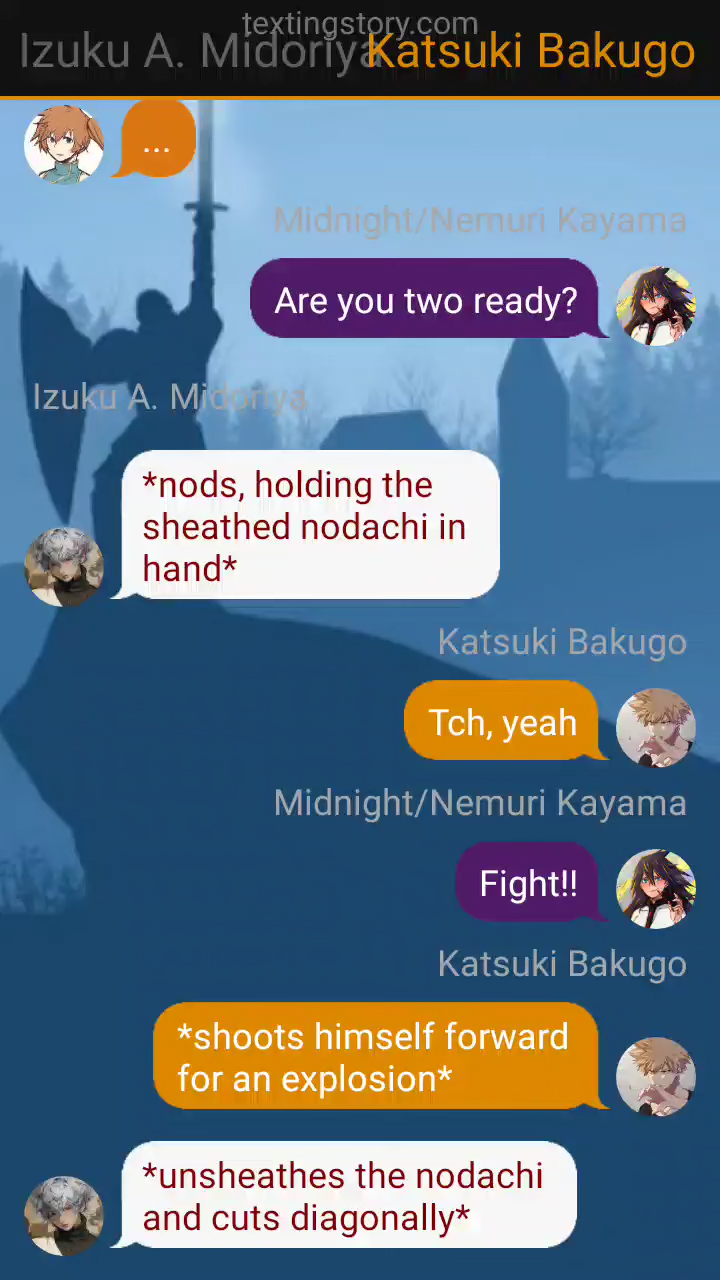 textingstory.com
Izuku A. Midoriya
Katsuki Bakugo
...
Midnight/Nemuri Kayama
Are you two ready?
Izuku A. Midoriya
*nods, holding the
sheathed nodachi in
hand*
Katsuki Bakugo
Tch, yeah
Midnight/Nemuri Kayama
Fight!!
Katsuki Bakugo
*shoots himself forward
for an explosion*
*unsheathes the nodachi
and cuts diagonally*